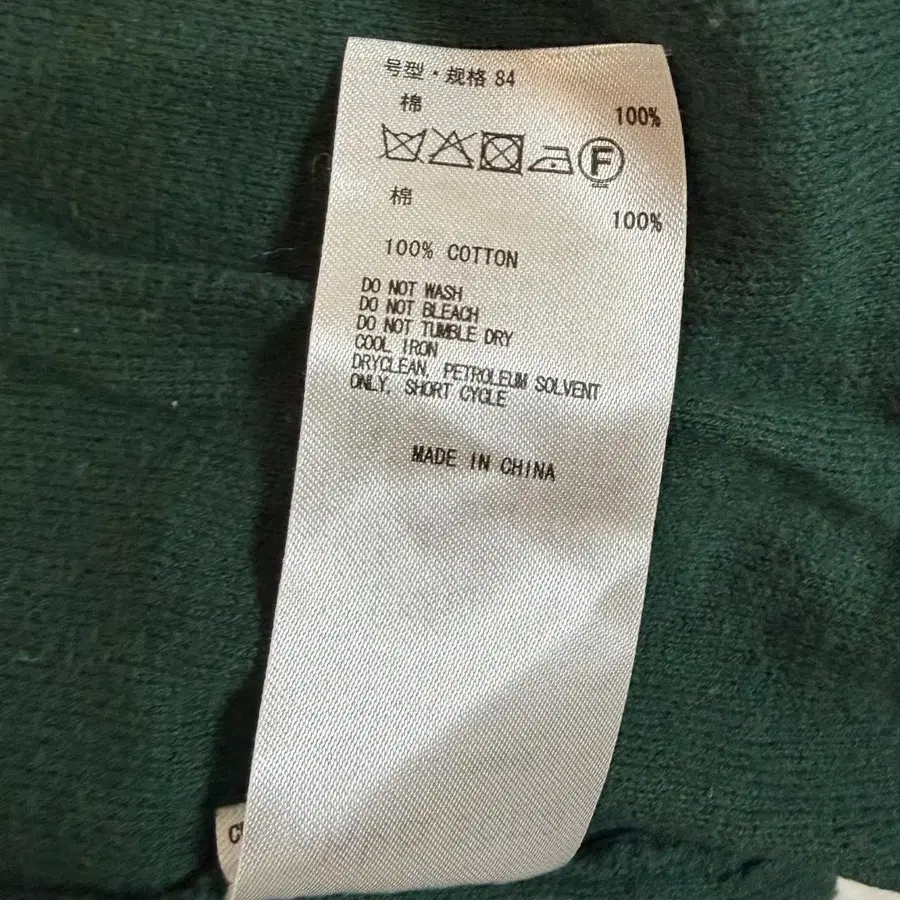 号型·规格 84
棉 100%
F
棉 100%
100% COTTON
DO NOT WASH
DO NOT BLEACH
DO NOT TUMBLE DRY
COOL IRON
DRYCLEAN, PETROLEUM SOLVENT
ONLY, SHORT CYCLE
MADE IN CHINA